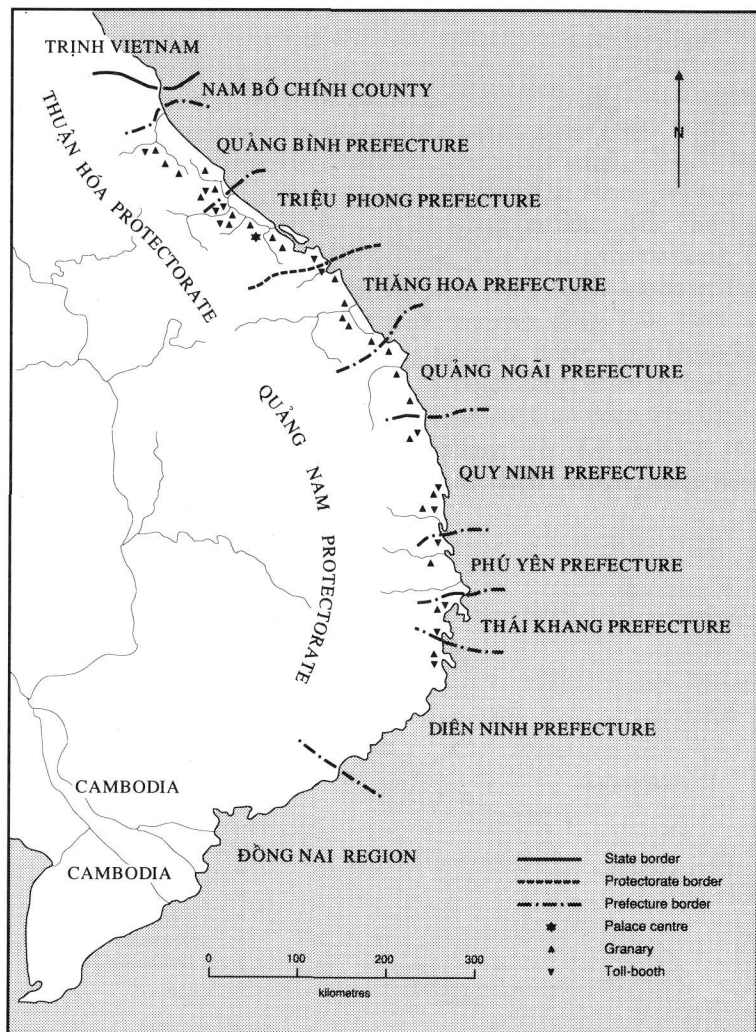 TRỊNH VIETNAM
NAM BỐ CHÍNH COUNTY
THUẬN HÓA PROTECTORATE
QUẢNG BÌNH PREFECTURE
N
TRIỆU PHONG PREFECTURE
THĂNG HOA PREFECTURE
QUẢNG NGÃI PREFECTURE
QUẢNG NAM PROTECTORATE
QUY NINH PREFECTURE
PHÚ YÊN PREFECTURE
THÁI KHANG PREFECTURE
DIÊN NINH PREFECTURE
CAMBODIA
ĐỒNG NAI REGION
CAMBODIA
State border
Protectorate border
Prefecture border
Palace centre
Granary
Toll-booth
0 100 200 300
kilometres